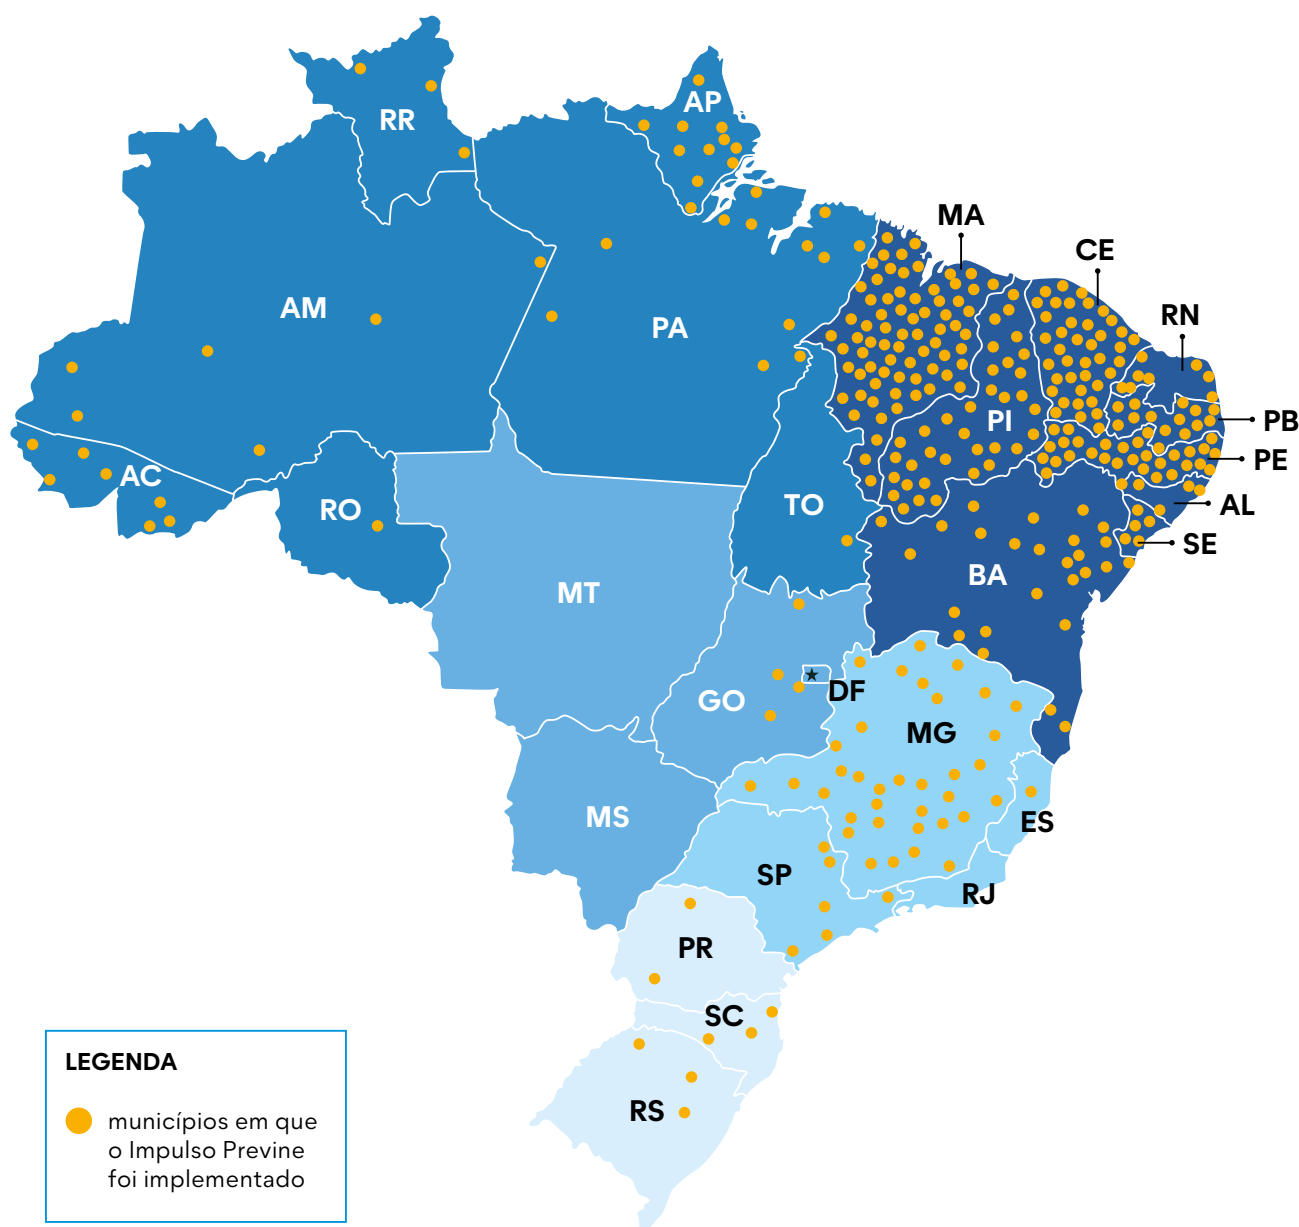 RR
AP
MA
CE
AM
PA
RN
PI
PB
PE
AC
AL
RO
TO
SE
BA
MT
DF
GO
MG
MS
ES
SP
RJ
PR
SC
RS
LEGENDA
municípios em que
o Impulso Previne
foi implementado